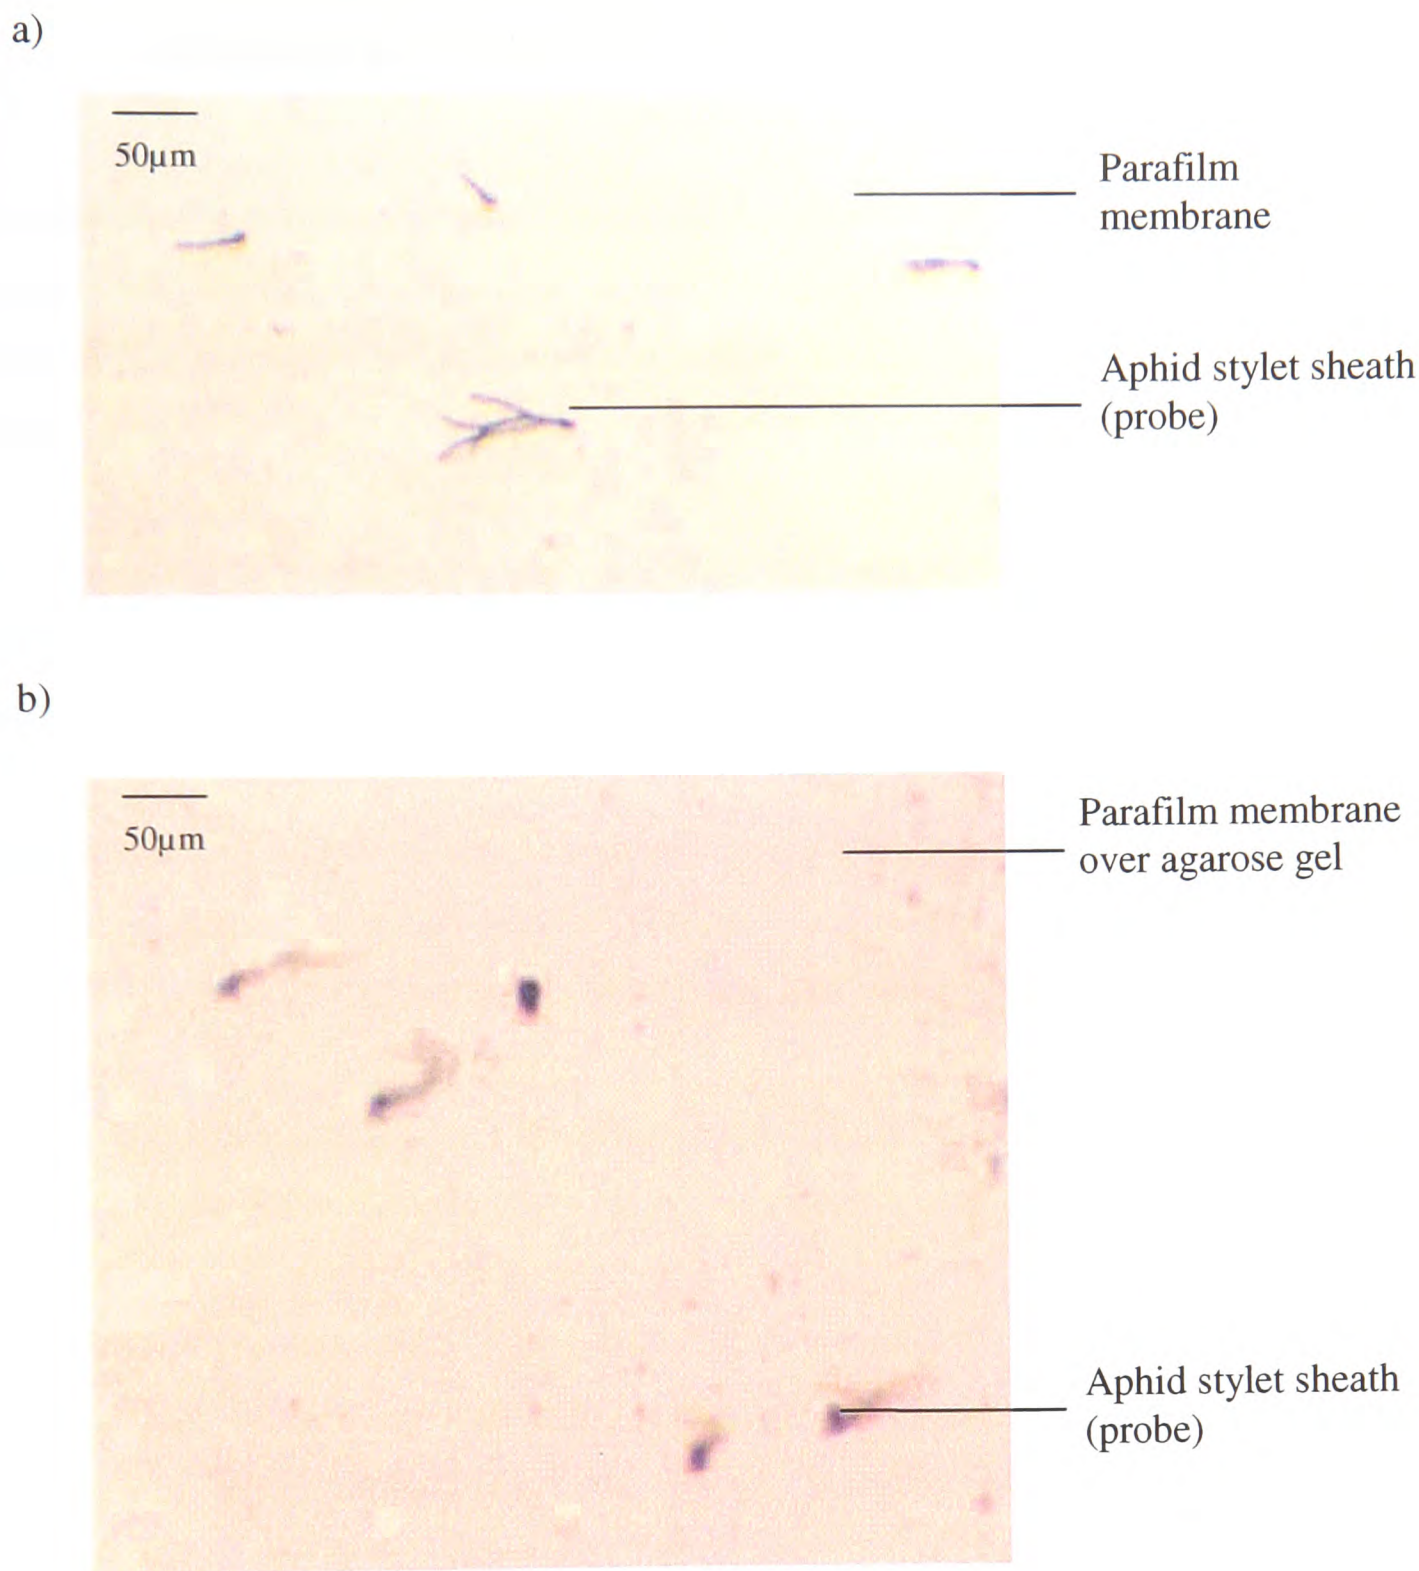 a)
50µm
Parafilm
membrane
Aphid stylet sheath
(probe)
b)
50µm
Parafilm membrane
over agarose gel
Aphid stylet sheath
(probe)